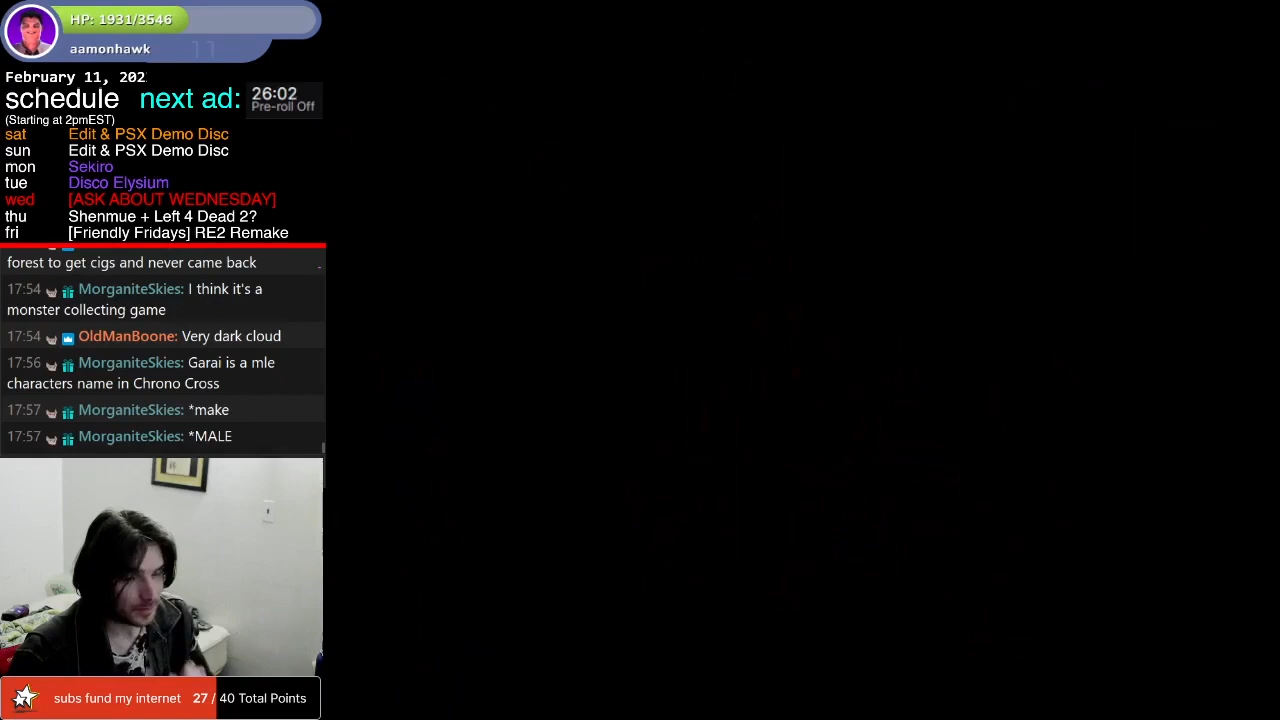 HP: 1931/3546
aamonhawk
11
February 11, 202
schedule next ad: 26:02
Pre-roll Off
(Starting at 2pmEST)
sat Edit & PSX Demo Disc
sun Edit & PSX Demo Disc
mon Sekiro
tue Disco Elysium
wed [ASK ABOUT WEDNESDAY]
thu Shenmue + Left 4 Dead 2?
fri [Friendly Fridays] RE2 Remake
forest to get cigs and never came back
17:54 MorganiteSkies: I think it's a
monster collecting game
17:54 OldManBoone: Very dark cloud
17:56 MorganiteSkies: Garai is a mle
characters name in Chrono Cross
17:57 MorganiteSkies: *make
17:57 MorganiteSkies: *MALE
subs fund my internet 27 / 40 Total Points